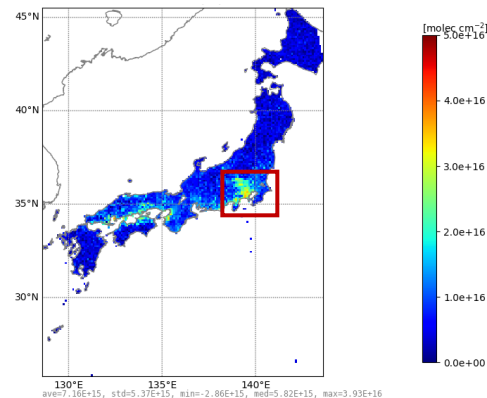 [molec cm⁻²]
45°N
40°N
35°N
30°N
130°E
135°E
140°E
5.0e+16
4.0e+16
3.0e+16
2.0e+16
1.0e+16
0.0e+00
ave=7.16E+15, std=5.37E+15, min=-2.86E+15, med=5.82E+15, max=3.93E+16